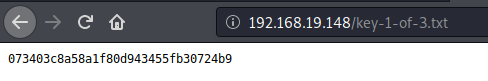 192.168.19.148/key-1-of-3.txt
073403c8a58a1f80d943455fb30724b9